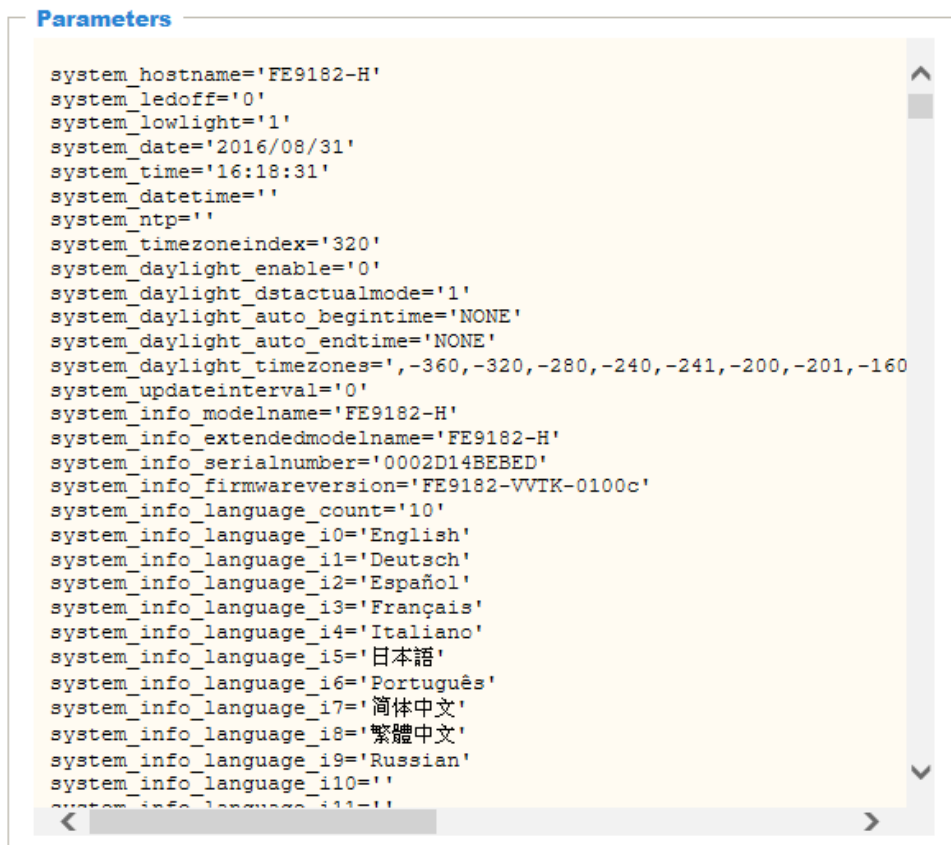 Parameters
system_hostname='FE9182-H'
system_ledoff='0'
system_lowlight='1'
system_date='2016/08/31'
system_time='16:18:31'
system_datetime=''
system_ntp=''
system_timezoneindex='320'
system_daylight_enable='0'
system_daylight_dstactualmode='1'
system_daylight_auto_begintime='NONE'
system_daylight_auto_endtime='NONE'
system_daylight_timezones=',-360,-320,-280,-240,-241,-200,-201,-160
system_updateinterval='0'
system_info_modelname='FE9182-H'
system_info_extendedmodelname='FE9182-H'
system_info_serialnumber='0002D14BEBED'
system_info_firmwareversion='FE9182-VVTK-0100c'
system_info_language_count='10'
system_info_language_i0='English'
system_info_language_i1='Deutsch'
system_info_language_i2='Español'
system_info_language_i3='Français'
system_info_language_i4='Italiano'
system_info_language_i5='日本語'
system_info_language_i6='Português'
system_info_language_i7='简体中文'
system_info_language_i8='繁體中文'
system_info_language_i9='Russian'
system_info_language_i10=''
system_info_language_i11=''